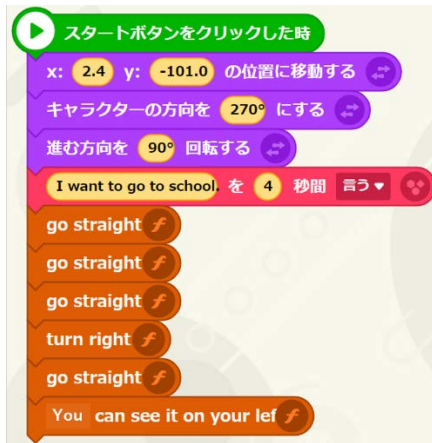 スタートボタンをクリックした時
x: 2.4 y: -101.0 の位置に移動する
キャラクターの方向を 270° にする
進む方向を 90° 回転する
I want to go to school. を 4 秒間 言う
go straight
go straight
go straight
turn right
go straight
You can see it on your lef